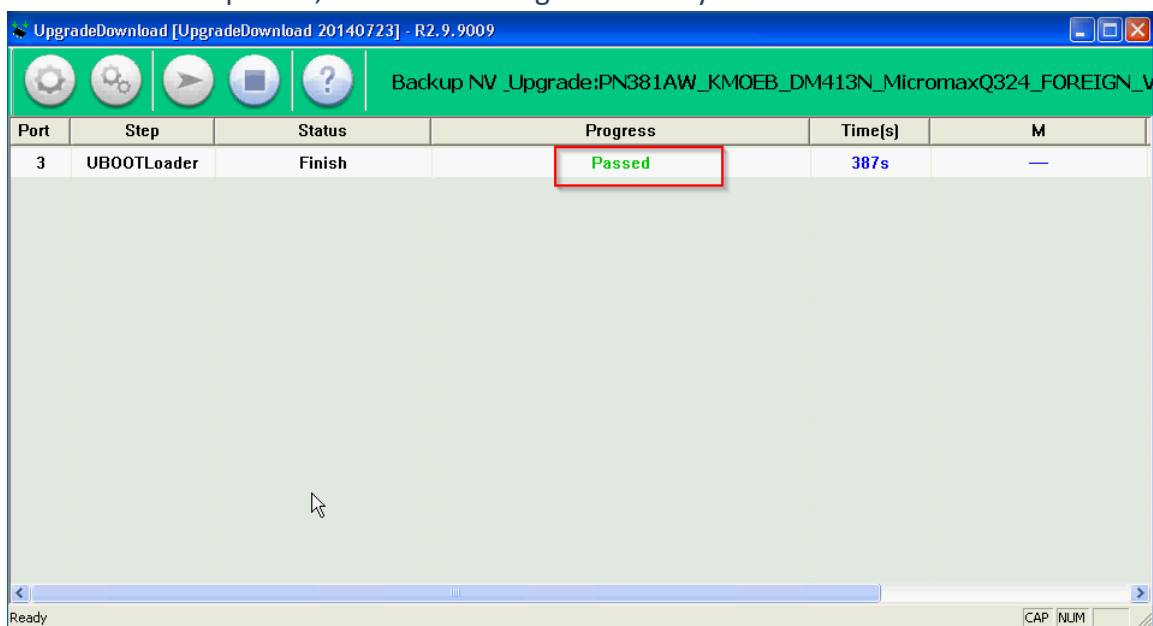 UpgradeDownload [UpgradeDownload 20140723] - R2.9.9009
Backup NV _Upgrade:PN381AW_KMOEB_DM413N_MicromaxQ324_FOREIGN_V
Port Step Status Progress Time(s) M
3 UBOOTLoader Finish Passed 387s —
Ready CAP NUM